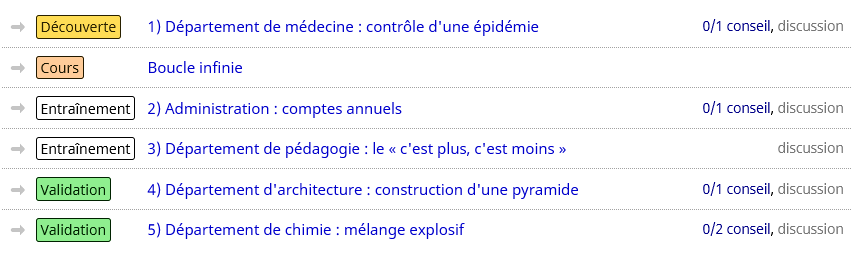 Découverte 1) Département de médecine : contrôle d'une épidémie 0/1 conseil, discussion
Cours Boucle infinie
Entraînement 2) Administration : comptes annuels 0/1 conseil, discussion
Entraînement 3) Département de pédagogie : le « c'est plus, c'est moins » discussion
Validation 4) Département d'architecture : construction d'une pyramide 0/1 conseil, discussion
Validation 5) Département de chimie : mélange explosif 0/2 conseil, discussion